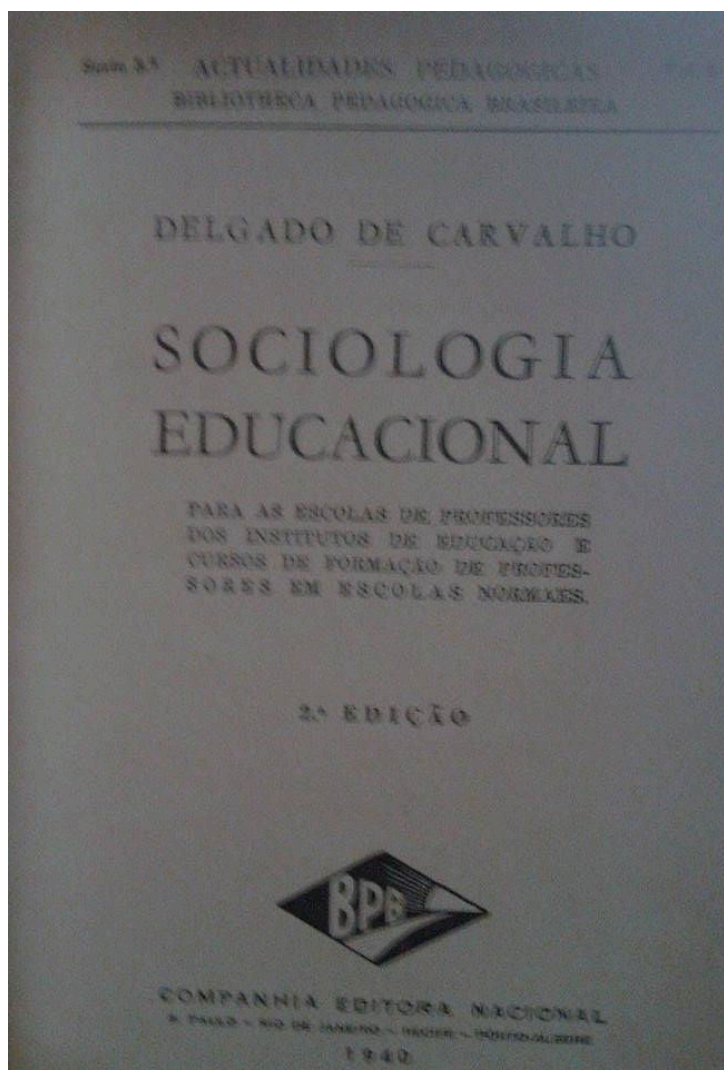 Série 3.ª ACTUALIDADES PEDAGOGICAS
BIBLIOTHECA PEDAGOGICA BRASILEIRA
DELGADO DE CARVALHO
SOCIOLOGIA
EDUCACIONAL
PARA AS ESCOLAS DE PROFESSORES
DOS INSTITUTOS DE EDUCAÇÃO E
CURSOS DE FORMAÇÃO DE PROFES-
SORES EM ESCOLAS NORMAES.
2.ª EDIÇÃO
BPB
COMPANHIA EDITORA NACIONAL
S. PAULO – RIO DE JANEIRO – RECIFE – PORTO-ALEGRE
1940